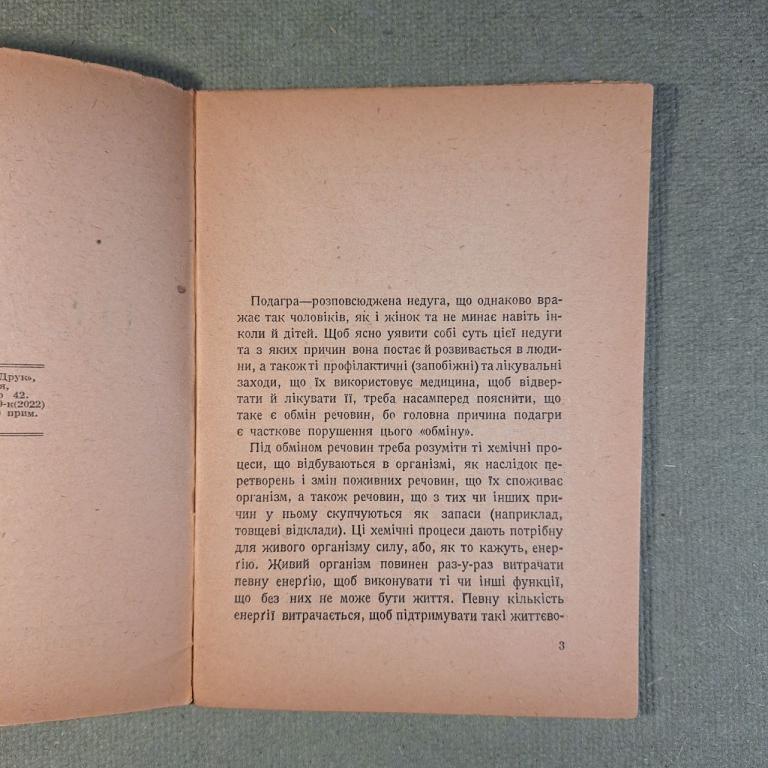 Друк»,
я,
р 42.
-к(2022)
прим.
Подагра—розповсюджена недуга, що однаково вра-
жає так чоловіків, як і жінок та не минає навіть ін-
коли й дітей. Щоб ясно уявити собі суть цієї недуги
та з яких причин вона постає й розвивається в люди-
ни, а також ті профілактичні (запобіжні) та лікувальні
заходи, що їх використовує медицина, щоб відвер-
тати й лікувати її, треба насамперед пояснити, що
таке є обмін речовин, бо головна причина подагри
є часткове порушення цього «обміну».
Під обміном речовин треба розуміти ті хемічні про-
цеси, що відбуваються в організмі, як наслідок пе-
ретворень і змін поживних речовин, що їх споживає
організм, а також речовин, що з тих чи інших при-
чин у ньому скупчуються як запаси (наприклад,
товщеві відклади). Ці хемічні процеси дають потрібну
для живого організму силу, або, як то кажуть, енер-
ґію. Живий організм повинен раз-у-раз витрачати
певну енерґію, щоб виконувати ті чи інші функції,
що без них не може бути життя. Певну кількість
енерґії витрачається, щоб підтримувати такі життєво-
3